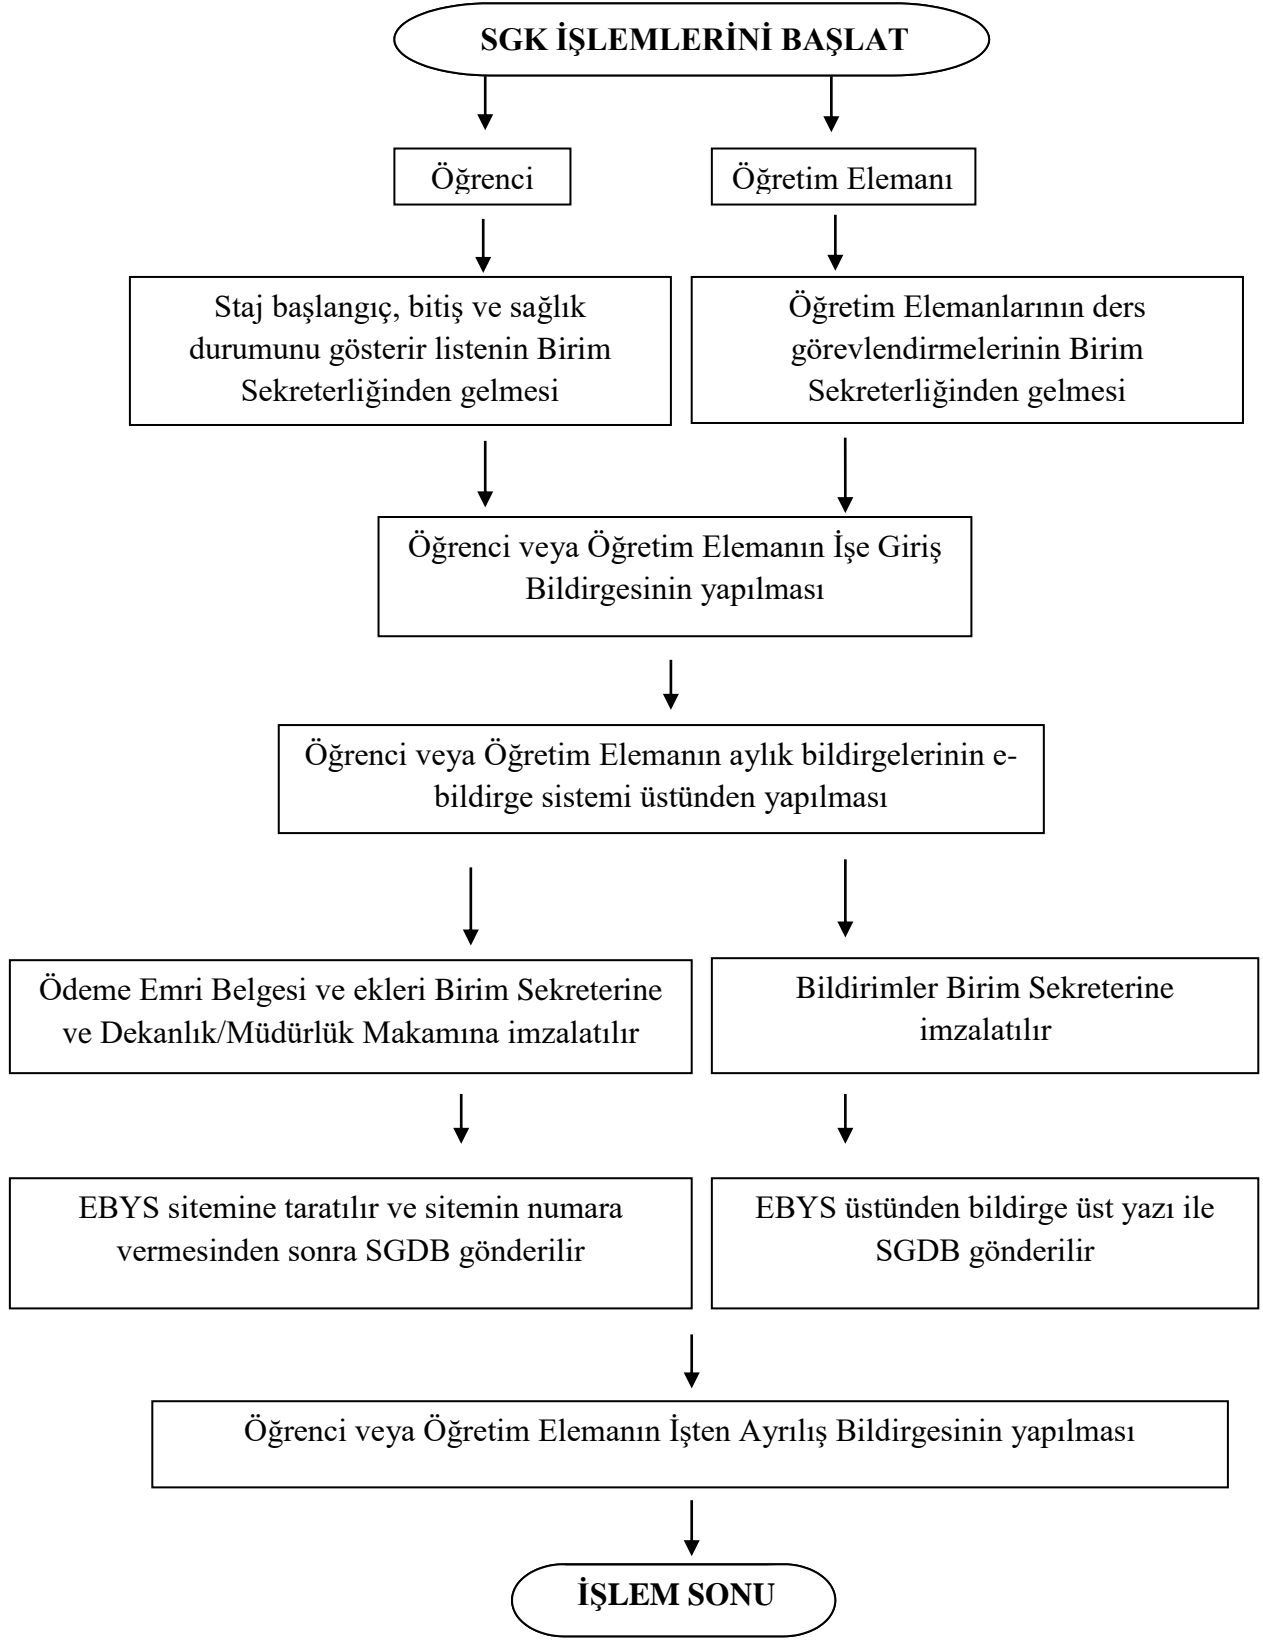 SGK İŞLEMLERİNİ BAŞLAT
Öğrenci
Öğretim Elemanı
Staj başlangıç, bitiş ve sağlık
durumunu gösterir listenin Birim
Sekreterliğinden gelmesi
Öğretim Elemanlarının ders
görevlendirmelerinin Birim
Sekreterliğinden gelmesi
Öğrenci veya Öğretim Elemanın İşe Giriş
Bildirgesinin yapılması
Öğrenci veya Öğretim Elemanın aylık bildirgelerinin e-
bildirge sistemi üstünden yapılması
Ödeme Emri Belgesi ve ekleri Birim Sekreterine
ve Dekanlık/Müdürlük Makamına imzalatılır
Bildirimler Birim Sekreterine
imzalatılır
EBYS sitemine taratılır ve sitemin numara
vermesinden sonra SGDB gönderilir
EBYS üstünden bildirge üst yazı ile
SGDB gönderilir
Öğrenci veya Öğretim Elemanın İşten Ayrılış Bildirgesinin yapılması
İŞLEM SONU